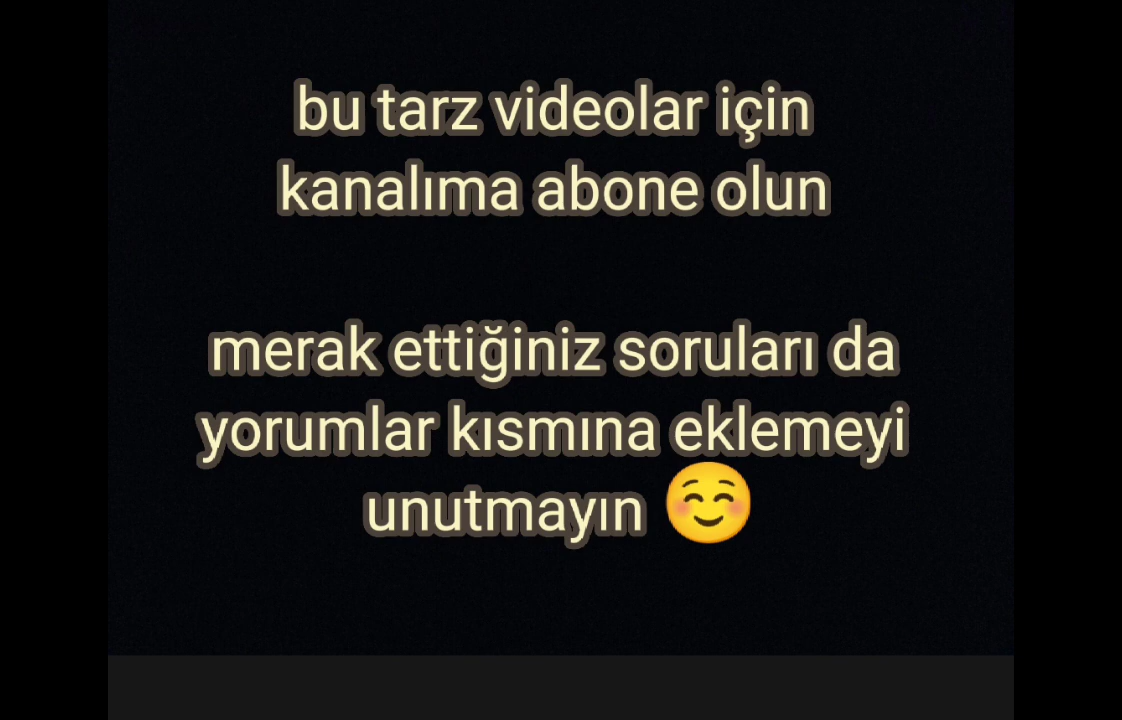 bu tarz videolar için
kanalıma abone olun
merak ettiğiniz soruları da
yorumlar kısmına eklemeyi
unutmayın ☺️